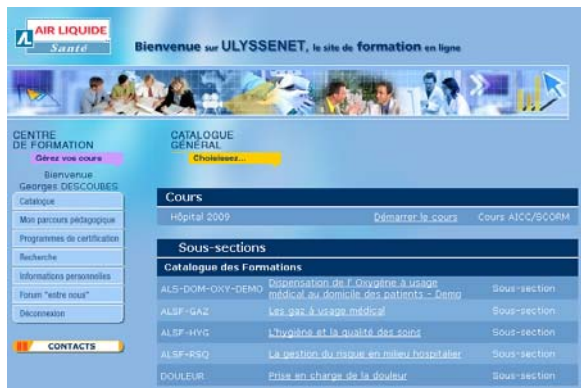 AIR LIQUIDE
Santé
Bienvenue sur ULYSSENET, le site de formation en ligne
CENTRE
DE FORMATION
Gérez vos cours
CATALOGUE
GÉNÉRAL
Choisissez...
Bienvenue
Georges DESCOUBES
Catalogue
Mon parcours pédagogique
Programmes de certification
Recherche
Informations personnelles
Forum "entre nous"
Déconnexion
CONTACTS
Cours
Hôpital 2009 Démarrer le cours Cours AICC/SCORM
Sous-sections
Catalogue des Formations
ALS-DOM-OXY-DEMO Dispensation de l' Oxygène à usage
médical au domicile des patients - Demo Sous-section
ALSF-GAZ Les gaz à usage médical Sous-section
ALSF-HYG L'hygiène et la qualité des soins Sous-section
ALSF-RSQ La gestion du risque en milieu hospitalier Sous-section
DOULEUR Prise en charge de la douleur Sous-section